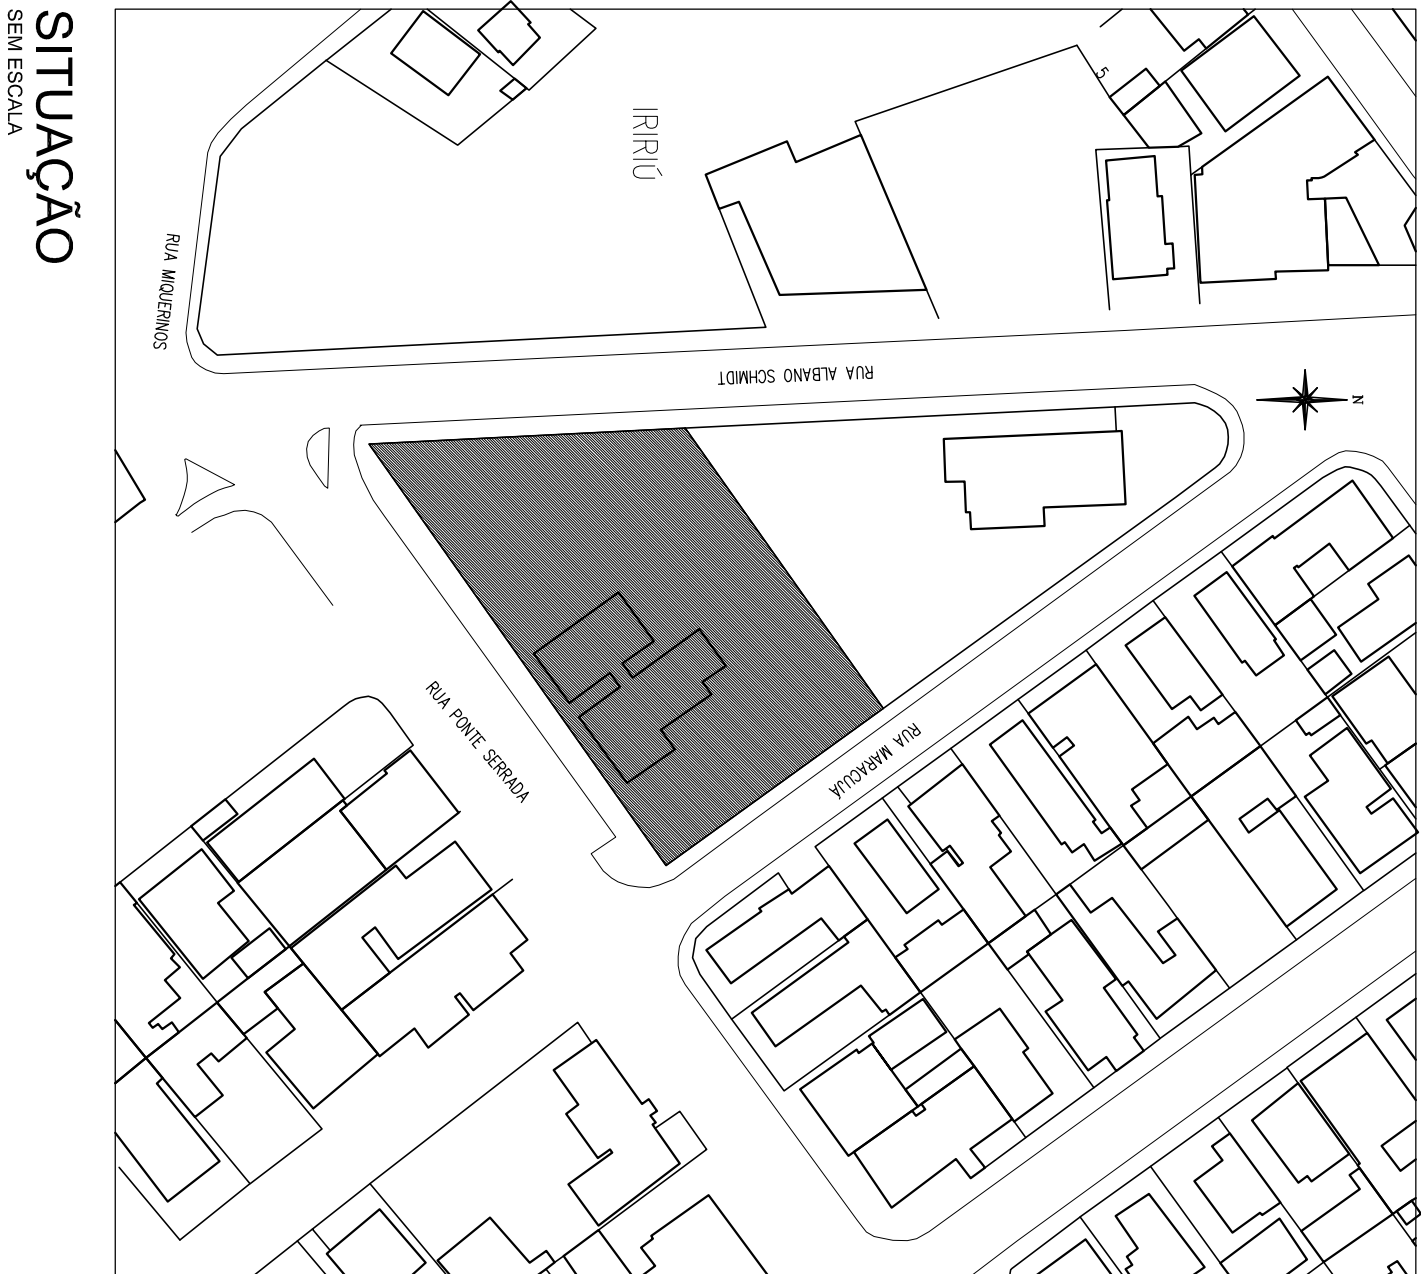 SITUAÇÃO
SEM ESCALA
IRIRIÚ
5
RUA MIQUERINOS
RUA ALBANO SCHMIDT
N
RUA PONTE SERRADA
RUA MARACUJÁ